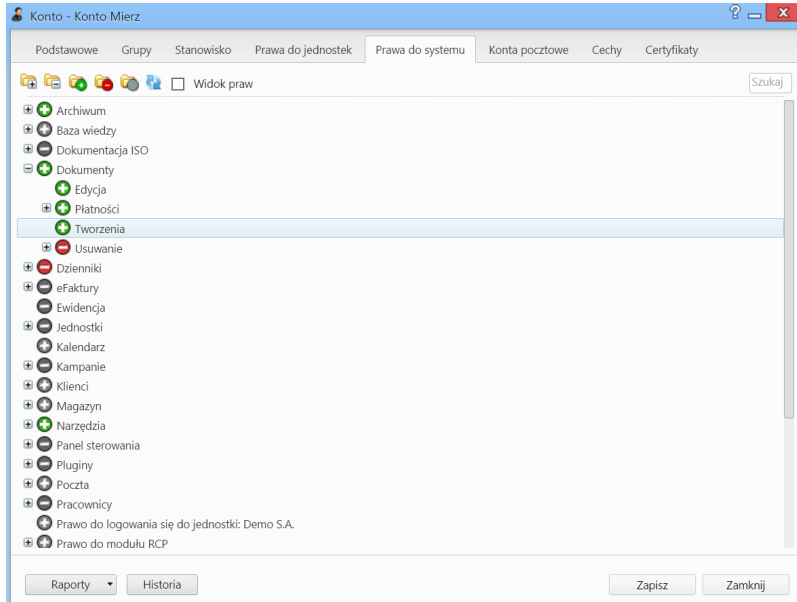 Konto - Konto Mierz
Podstawowe Grupy Stanowisko Prawa do jednostek Prawa do systemu Konta pocztowe Cechy Certyfikaty
Widok praw Szukaj
Archiwum
Baza wiedzy
Dokumentacja ISO
Dokumenty
Edycja
Płatności
Tworzenia
Usuwanie
Dzienniki
eFaktury
Ewidencja
Jednostki
Kalendarz
Kampanie
Klienci
Magazyn
Narzędzia
Panel sterowania
Pluginy
Poczta
Pracownicy
Prawo do logowania się do jednostki: Demo S.A.
Prawo do modułu RCP
Raporty Historia Zapisz Zamknij